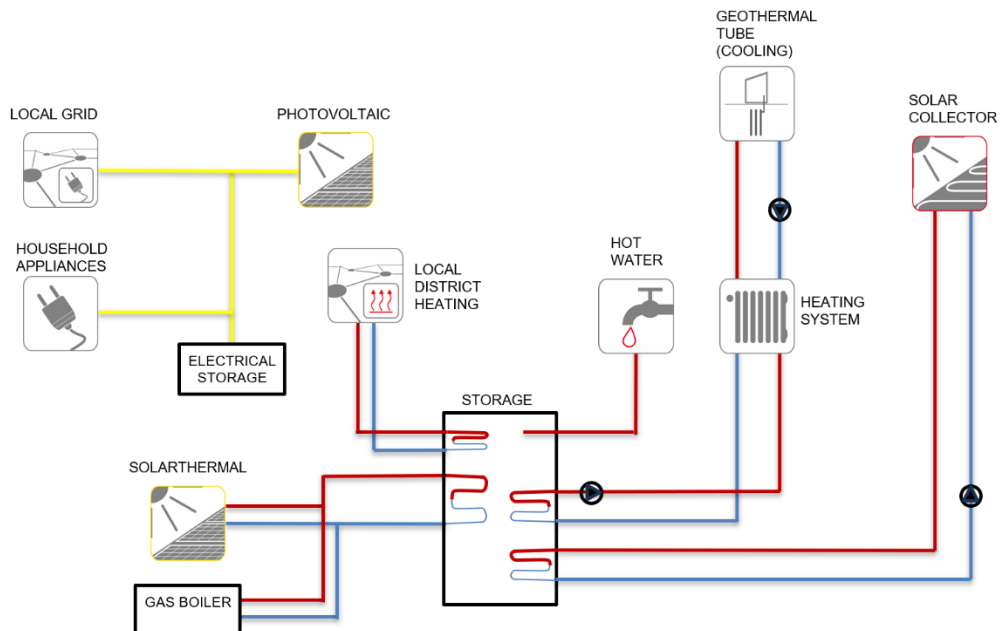 GEOTHERMAL
TUBE
(COOLING)
LOCAL GRID
PHOTOVOLTAIC
SOLAR
COLLECTOR
HOUSEHOLD
APPLIANCES
LOCAL
DISTRICT
HEATING
HOT
WATER
HEATING
SYSTEM
ELECTRICAL
STORAGE
STORAGE
SOLARTHERMAL
GAS BOILER